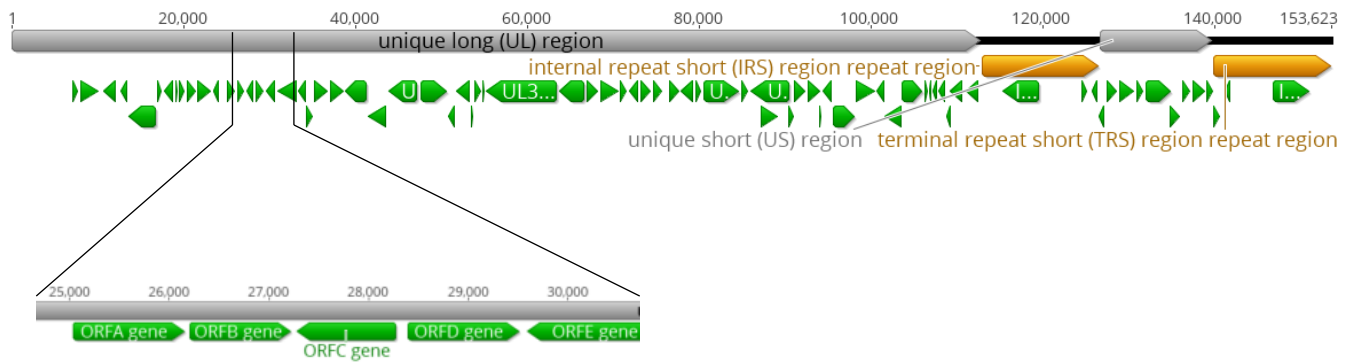 1 20,000 40,000 60,000 80,000 100,000 120,000 140,000 153,623
unique long (UL) region
internal repeat short (IRS) region repeat region
U UL3... U. U. I... I...
unique short (US) region terminal repeat short (TRS) region repeat region
25,000 26,000 27,000 28,000 29,000 30,000
ORFA gene ORFB gene ORFD gene ORFE gene
ORFC gene